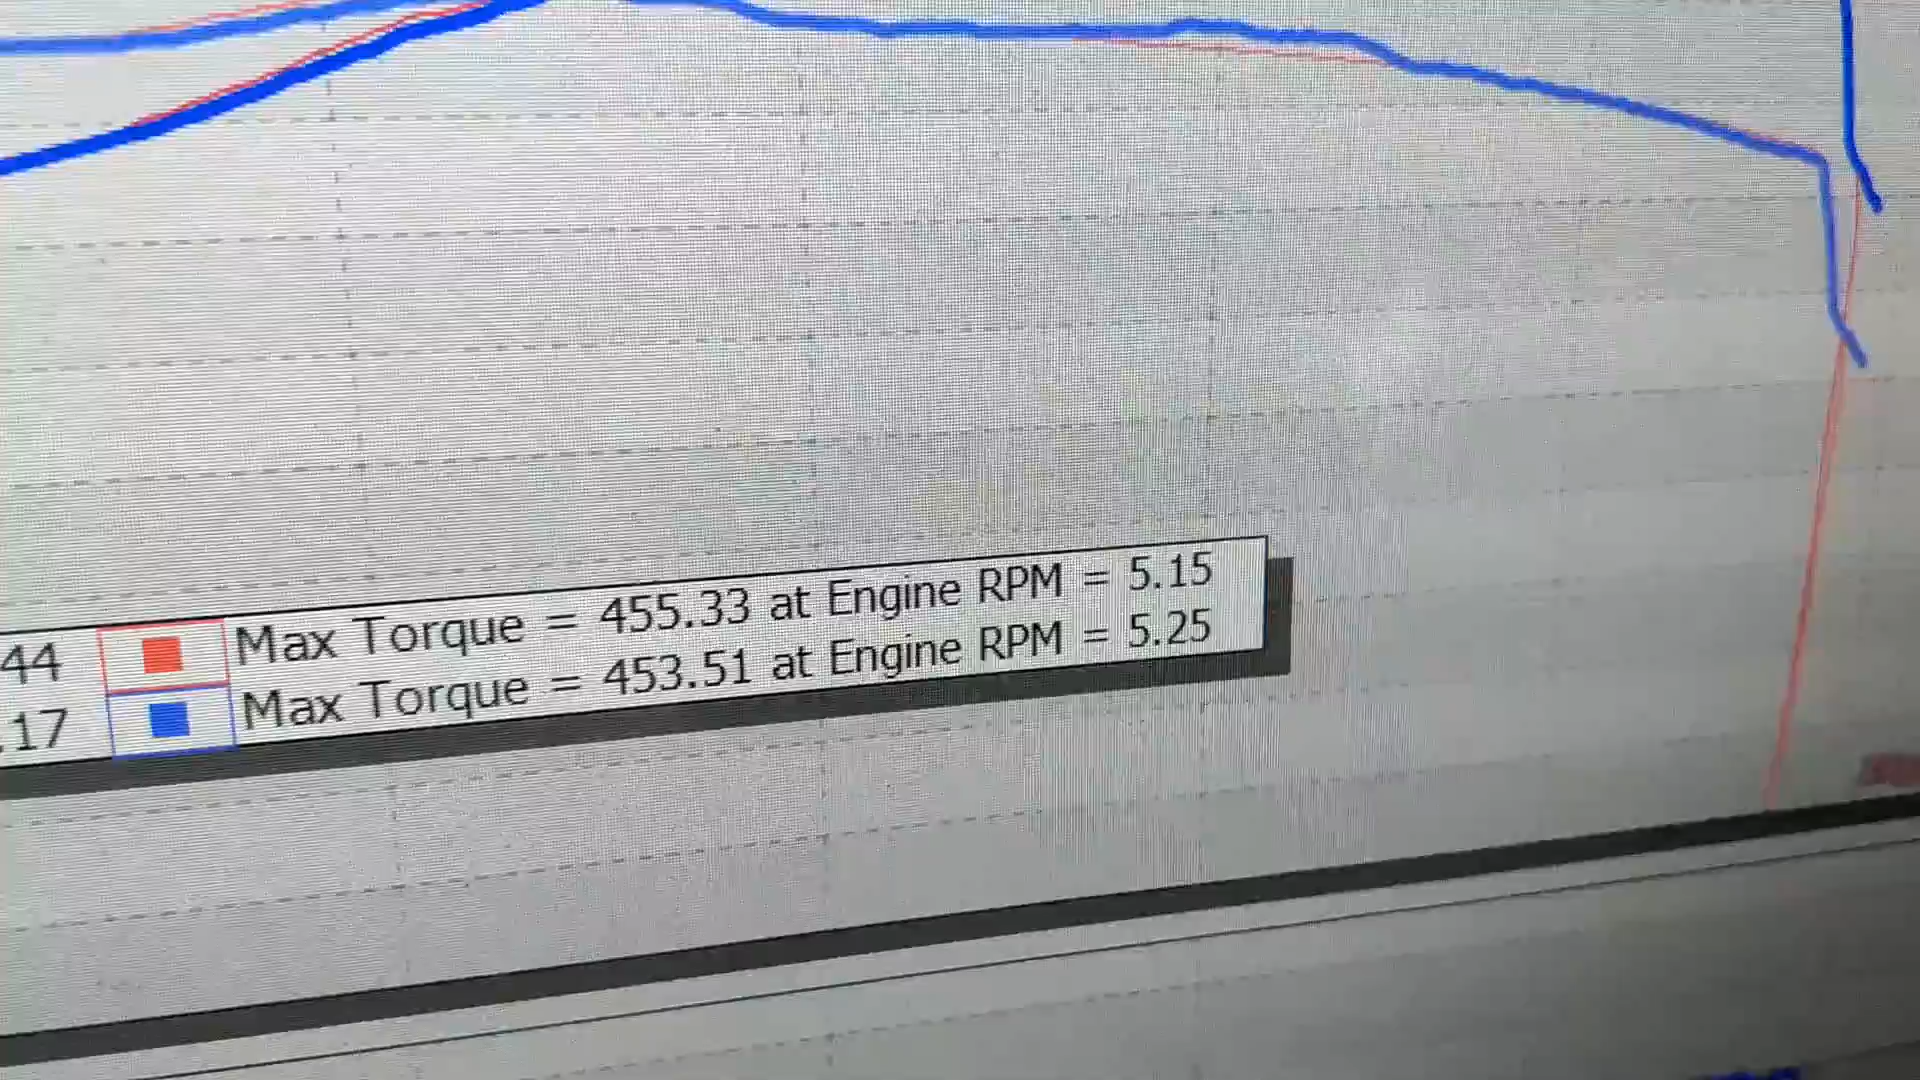 44 Max Torque = 455.33 at Engine RPM = 5.15
.17 Max Torque = 453.51 at Engine RPM = 5.25